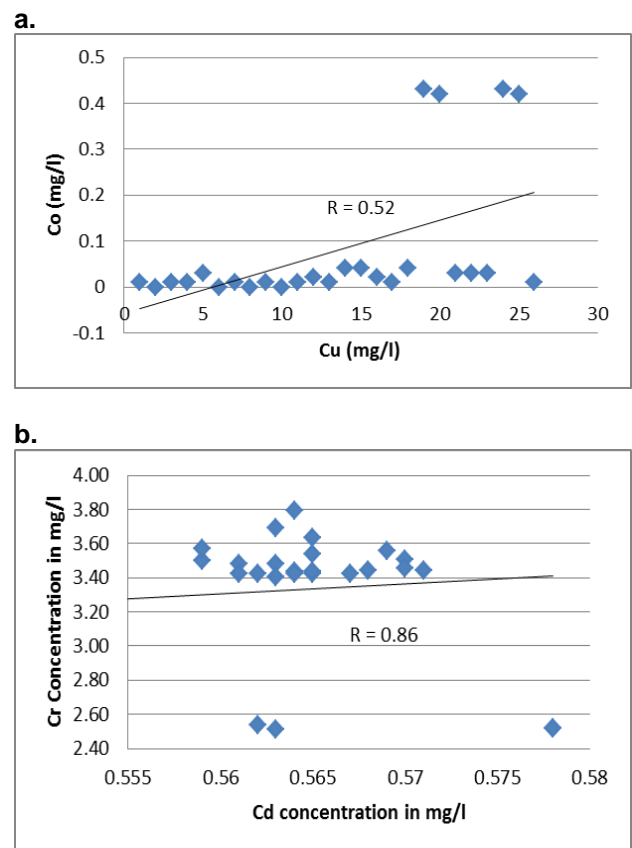 a.
0.5
0.4
0.3
0.2
0.1
0
-0.1
R = 0.52
0 5 10 15 20 25 30
Co (mg/l)
Cu (mg/l)
b.
4.00
3.80
3.60
3.40
3.20
3.00
2.80
2.60
2.40
R = 0.86
0.555 0.56 0.565 0.57 0.575 0.58
Cr Concentration in mg/l
Cd concentration in mg/l